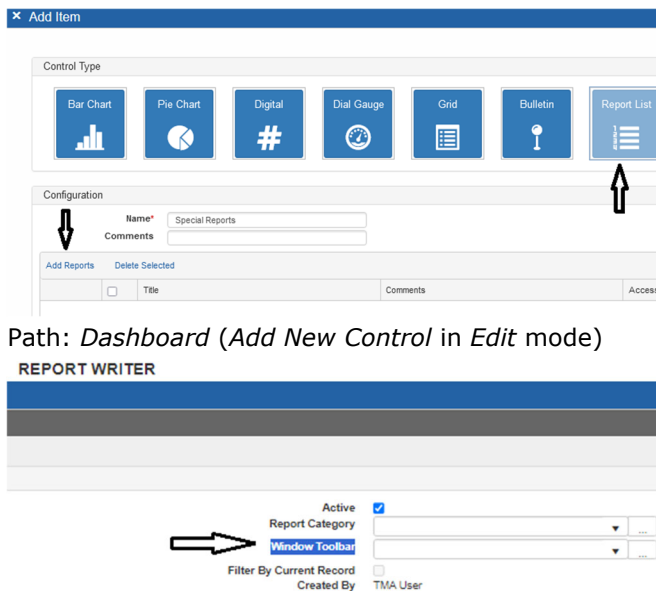 × Add Item
Control Type
Bar Chart Pie Chart Digital Dial Gauge Grid Bulletin Report List
#
Configuration
Name* Special Reports
Comments
Add Reports Delete Selected
Title Comments Access
Path: Dashboard (Add New Control in Edit mode)
REPORT WRITER
Active
Report Category ...
Window Toolbar ...
Filter By Current Record
Created By TMA User